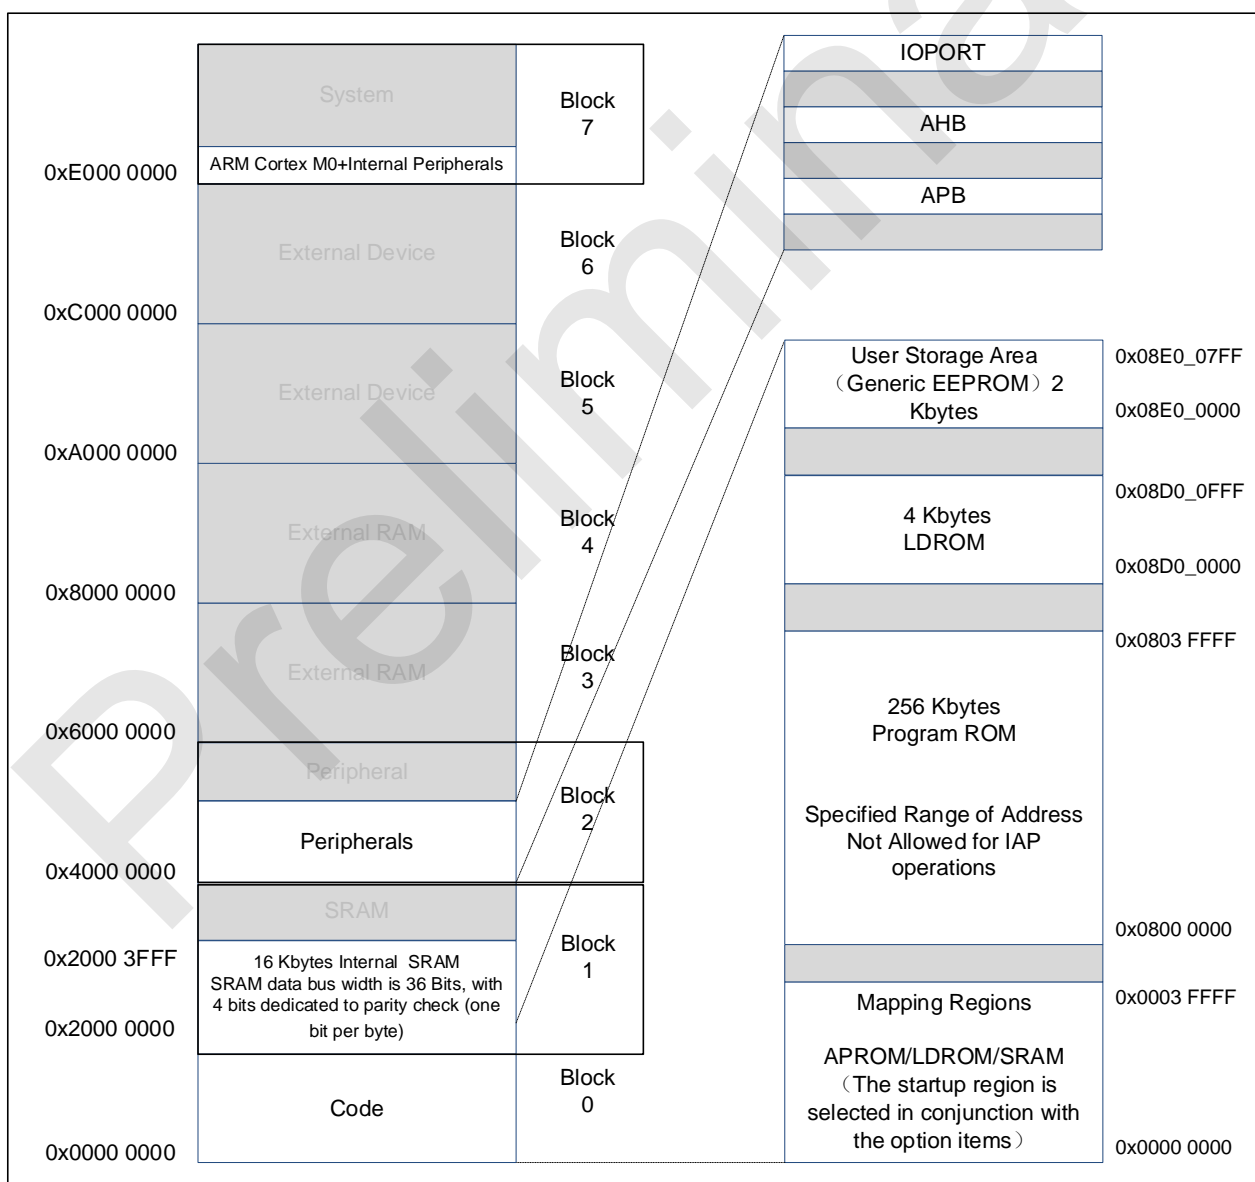 System
Block
7
ARM Cortex M0+Internal Peripherals
0xE000 0000
External Device
Block
6
0xC000 0000
External Device
Block
5
0xA000 0000
External RAM
Block
4
0x8000 0000
External RAM
Block
3
0x6000 0000
Peripheral
Block
2
Peripherals
0x4000 0000
SRAM
Block
1
0x2000 3FFF
16 Kbytes Internal SRAM
SRAM data bus width is 36 Bits, with
4 bits dedicated to parity check (one
bit per byte)
0x2000 0000
Block
0
Code
0x0000 0000
IOPORT
AHB
APB
User Storage Area
（Generic EEPROM）2
Kbytes
0x08E0_07FF
0x08E0_0000
4 Kbytes
LDROM
0x08D0_0FFF
0x08D0_0000
0x0803 FFFF
256 Kbytes
Program ROM
Specified Range of Address
Not Allowed for IAP
operations
0x0800 0000
Mapping Regions
0x0003 FFFF
APROM/LDROM/SRAM
（The startup region is
selected in conjunction with
the option items）
0x0000 0000